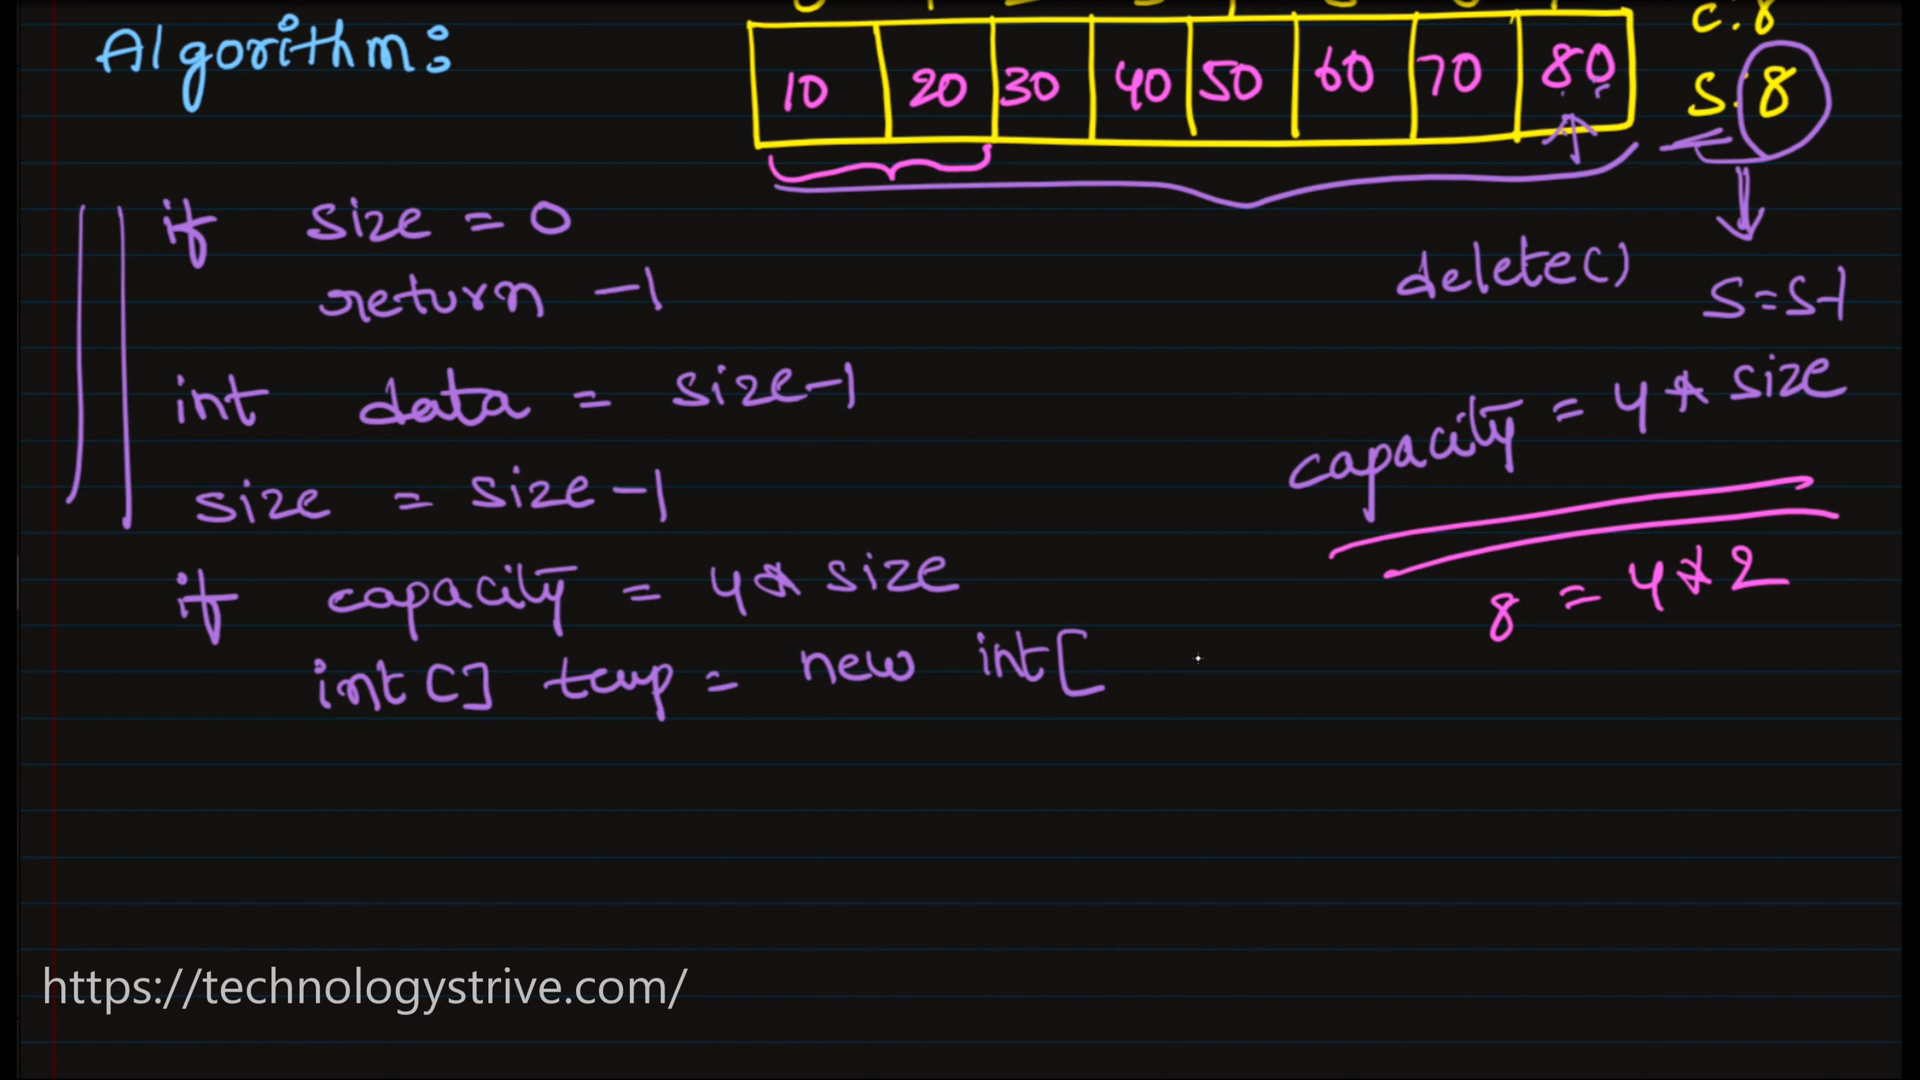 Algorithm:
c:8
10 20 30 40 50 60 70 80
S:8
if size = 0
return -1
delete()
S=S-1
int data = size-1
capacity = 4* size
size = size-1
if capacity = 4* size
8 = 4*2
int[] temp = new int[
https://technologystrive.com/